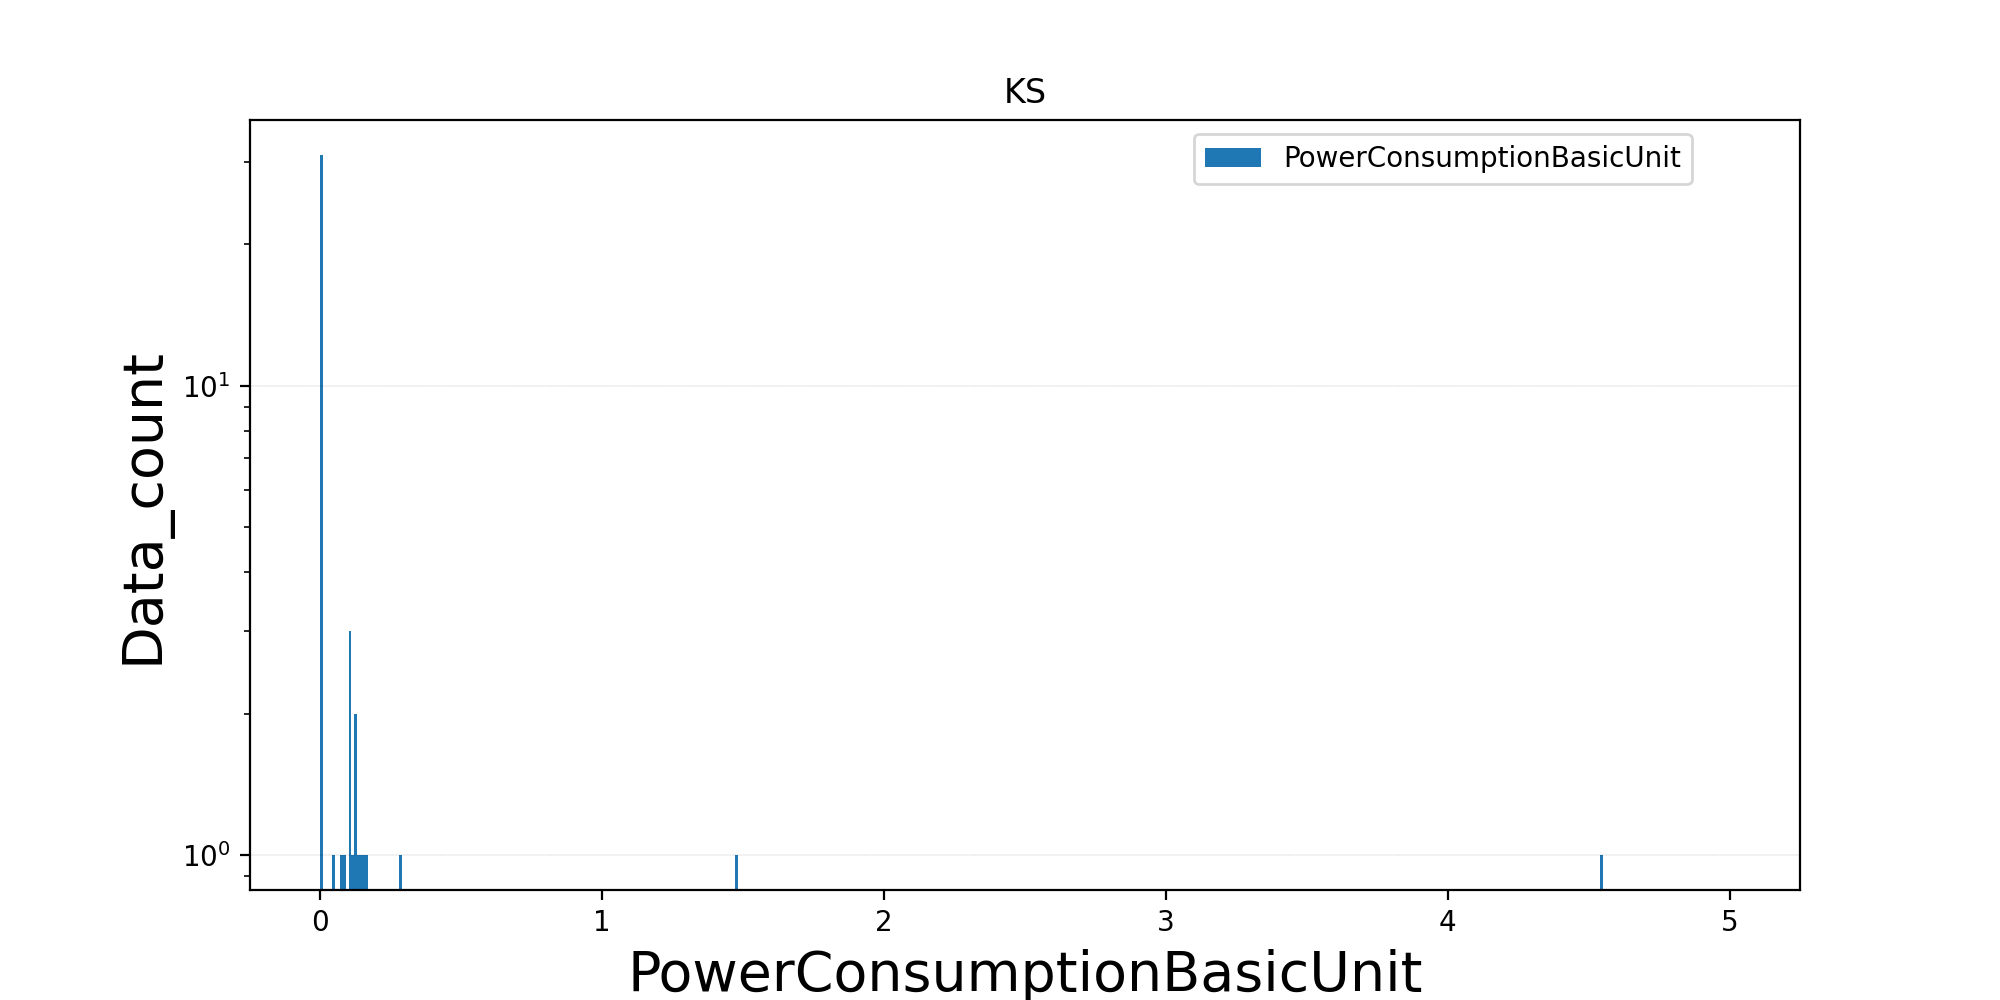 KS
PowerConsumptionBasicUnit
Data_count
10¹
10⁰
0 1 2 3 4 5
PowerConsumptionBasicUnit